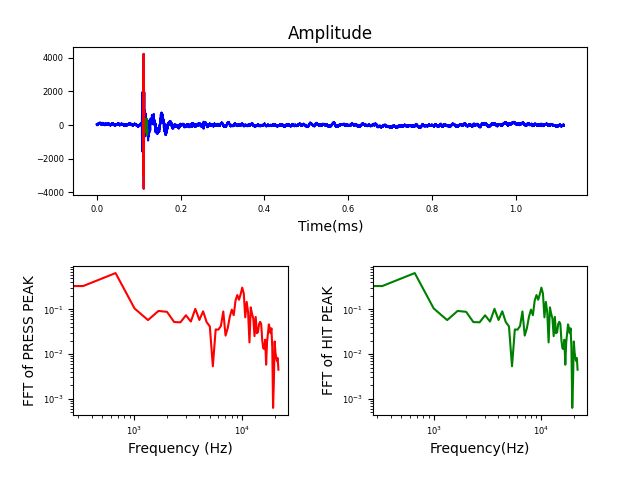 Amplitude
4000
2000
0
−2000
−4000
0.0 0.2 0.4 0.6 0.8 1.0
Time(ms)
FFT of PRESS PEAK
10⁻¹
10⁻²
10⁻³
10³ 10⁴
Frequency (Hz)
FFT of HIT PEAK
10⁻¹
10⁻²
10⁻³
10³ 10⁴
Frequency(Hz)